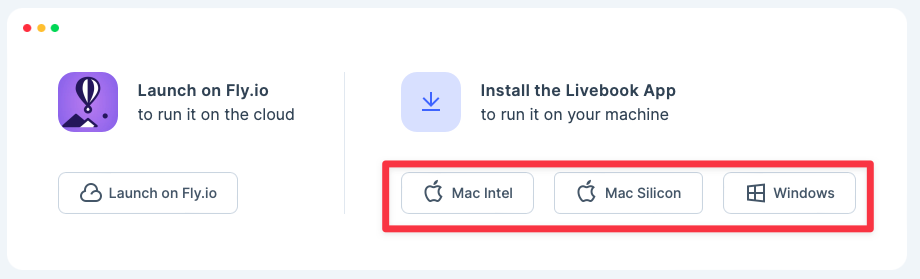 Launch on Fly.io
to run it on the cloud
Launch on Fly.io
Install the Livebook App
to run it on your machine
Mac Intel
Mac Silicon
Windows